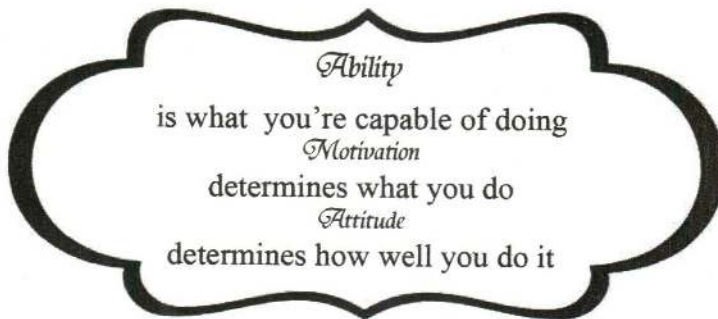 Ability
is what you're capable of doing
Motivation
determines what you do
Attitude
determines how well you do it